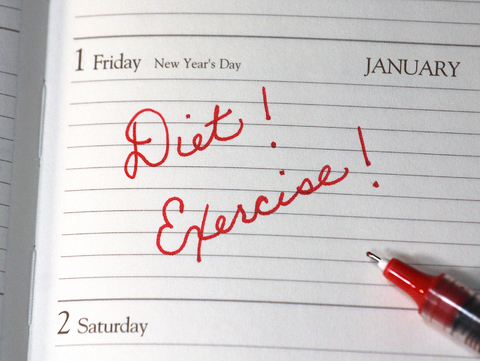 1 Friday New Year's Day JANUARY
Diet!
Exercise!
2 Saturday